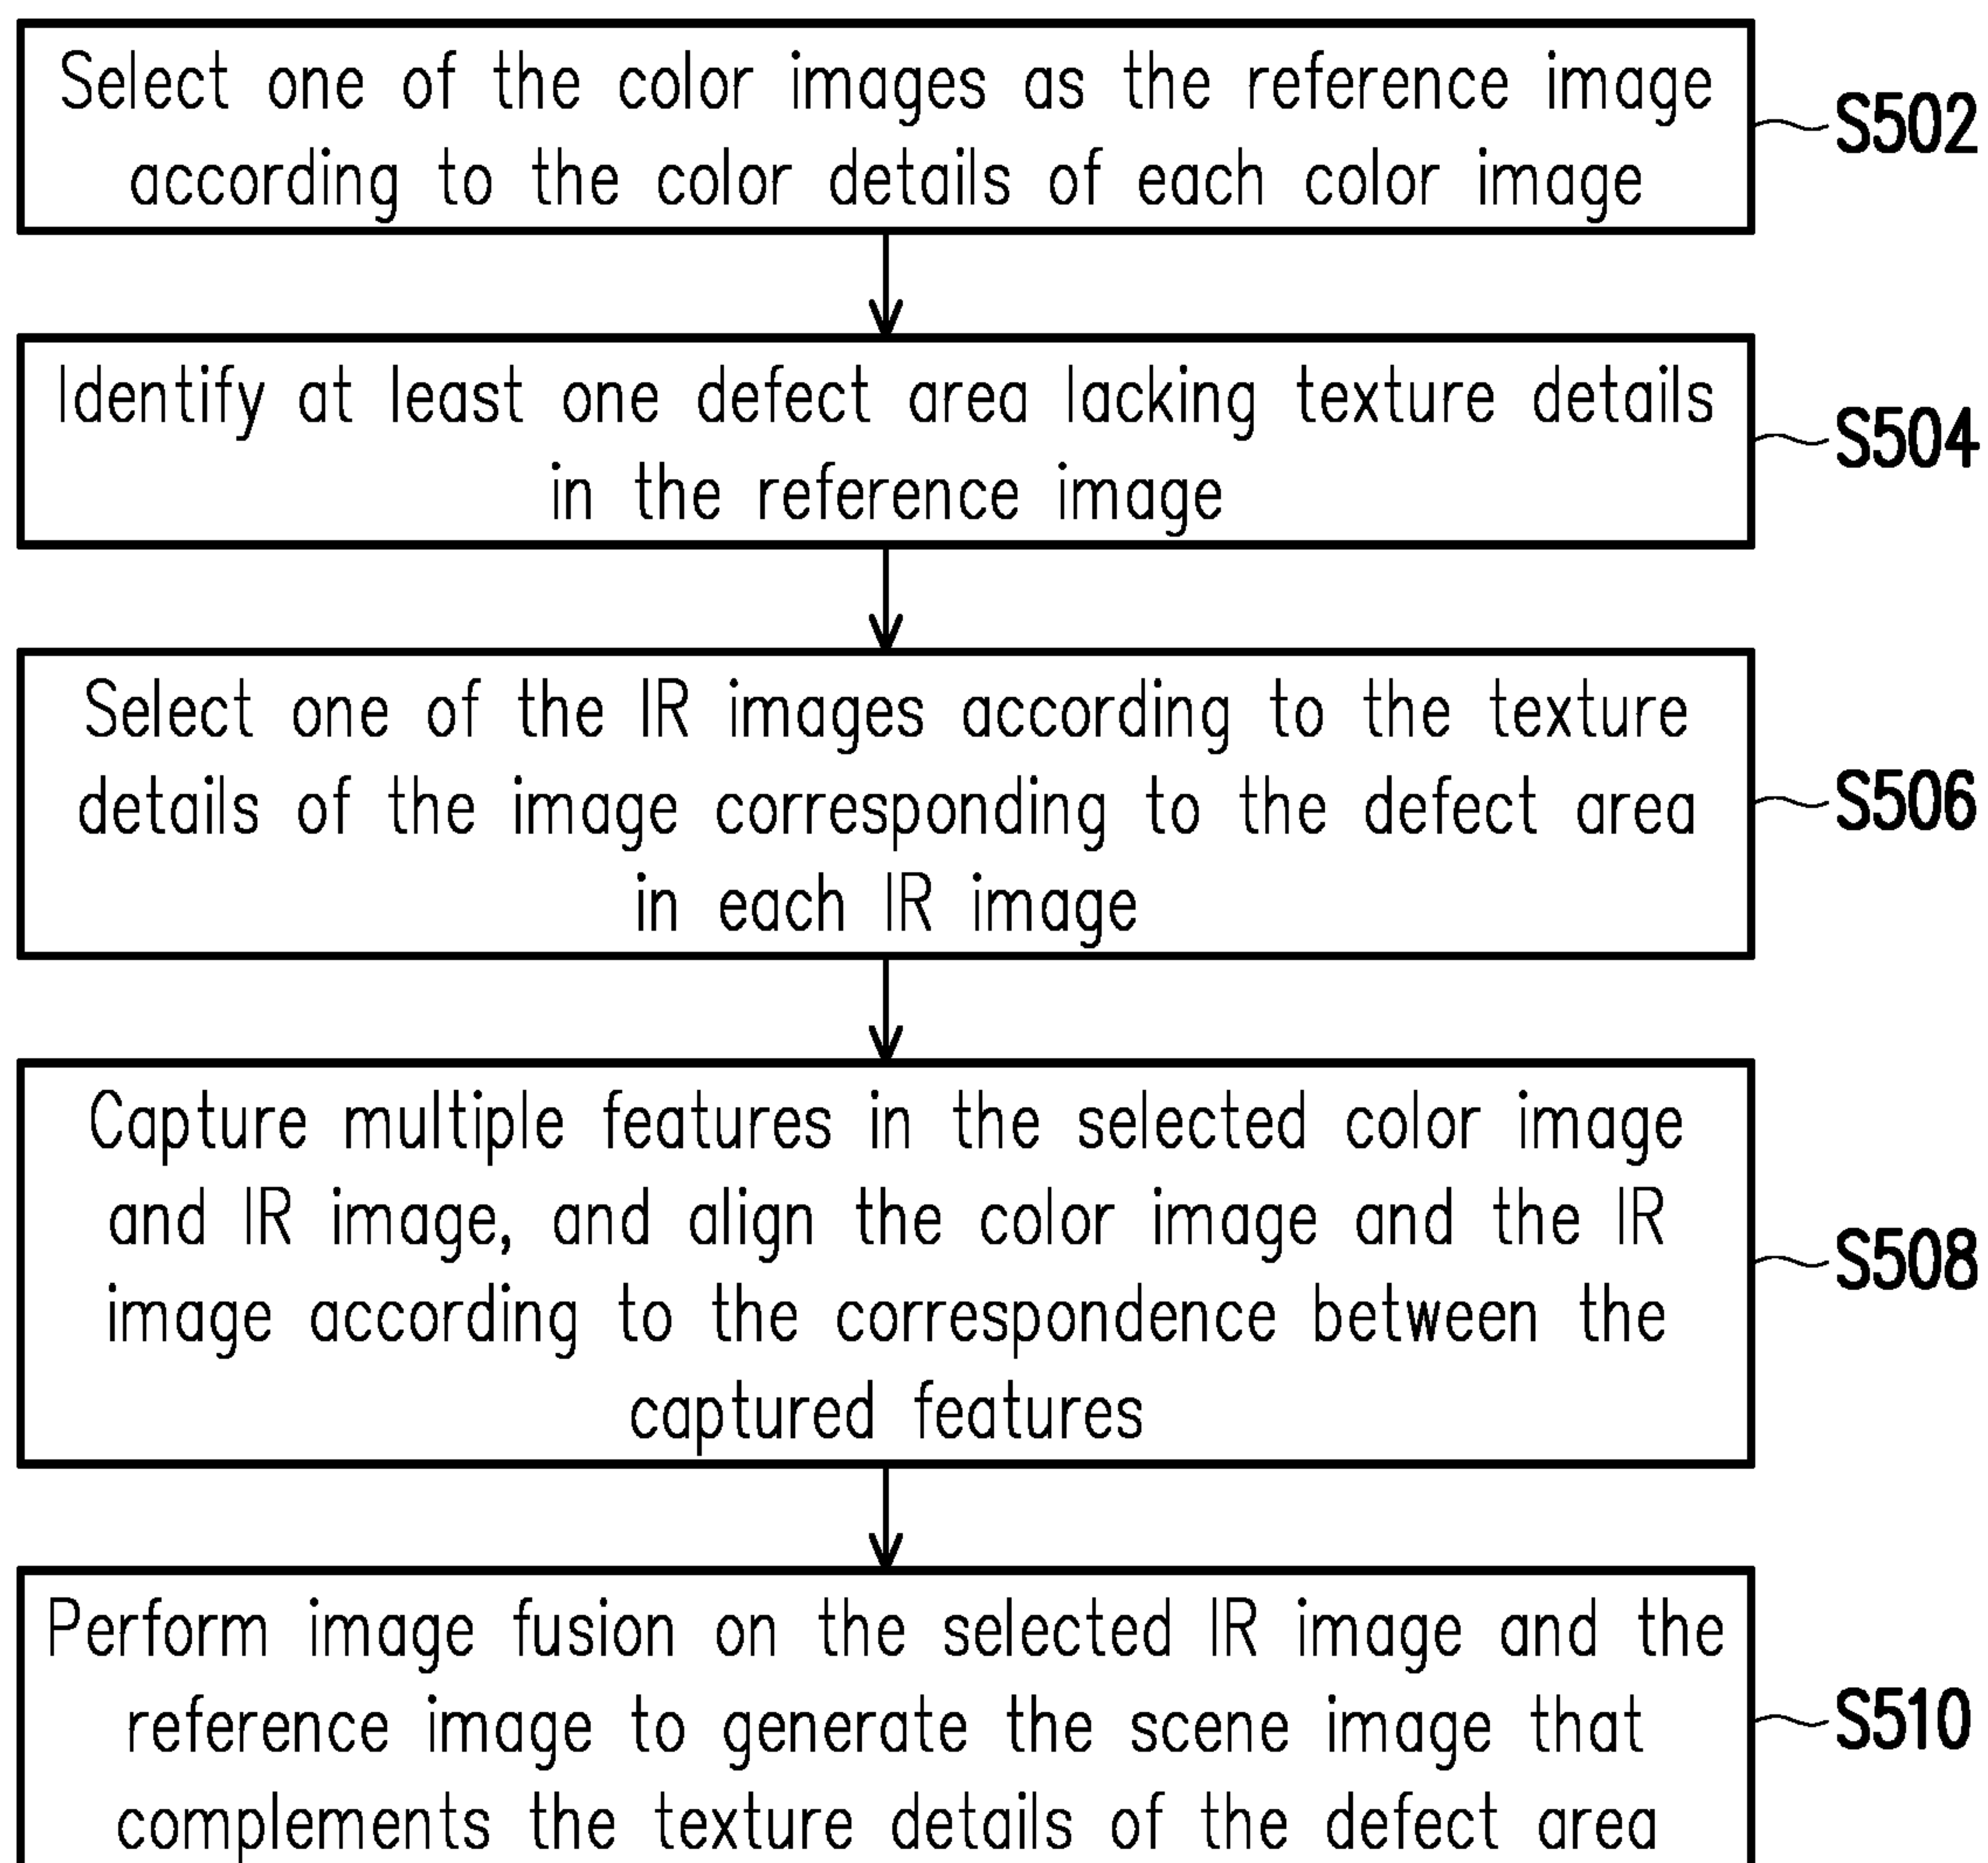 Select one of the color images as the reference image
according to the color details of each color image
S502
Identify at least one defect area lacking texture details
in the reference image
S504
Select one of the IR images according to the texture
details of the image corresponding to the defect area
in each IR image
S506
Capture multiple features in the selected color image
and IR image, and align the color image and the IR
image according to the correspondence between the
captured features
S508
Perform image fusion on the selected IR image and the
reference image to generate the scene image that
complements the texture details of the defect area
S510